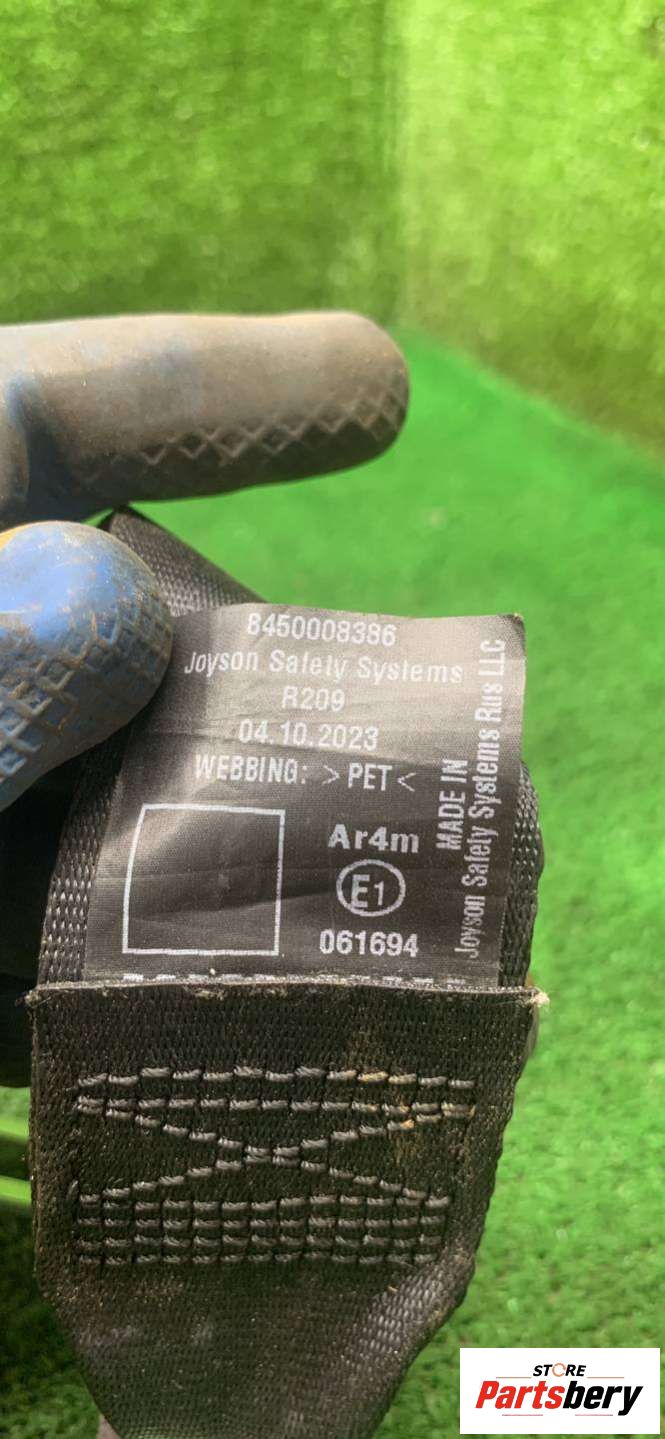 8450008386
Joyson Safety Systems
R209
04.10.2023
WEBBING: >PET<
Ar4m
E1
061694
MADE IN
Joyson Safety Systems Rus LLC
STORE
Partsbery